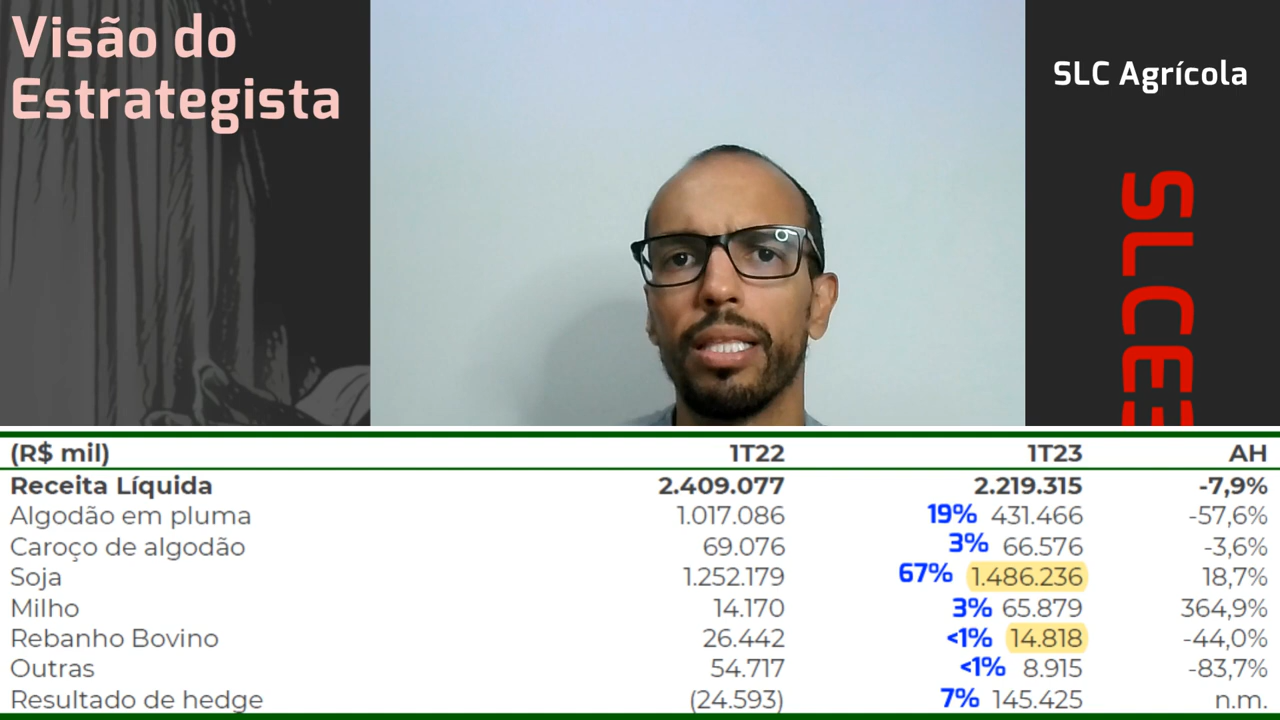 Visão do
Estrategista
SLC Agrícola
SLCE
(R$ mil) 1T22 1T23 AH
Receita Líquida 2.409.077 2.219.315 -7,9%
Algodão em pluma 1.017.086 19% 431.466 -57,6%
Caroço de algodão 69.076 3% 66.576 -3,6%
Soja 1.252.179 67% 1.486.236 18,7%
Milho 14.170 3% 65.879 364,9%
Rebanho Bovino 26.442 <1% 14.818 -44,0%
Outras 54.717 <1% 8.915 -83,7%
Resultado de hedge (24.593) 7% 145.425 n.m.